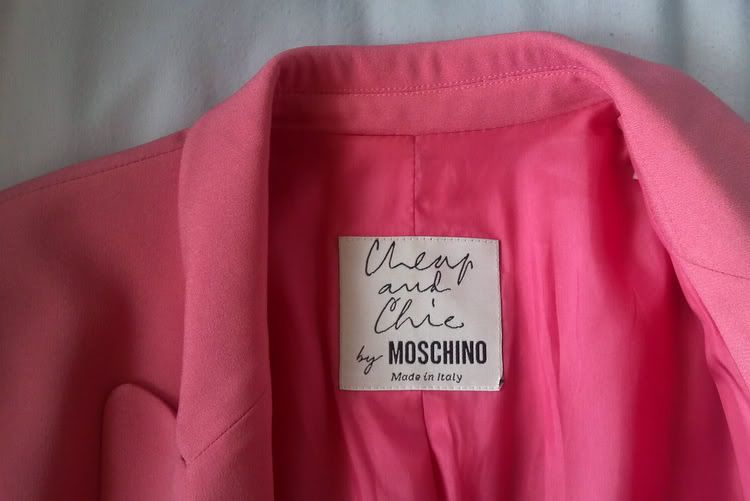 Cheap
and
Chic
by MOSCHINO
Made in Italy